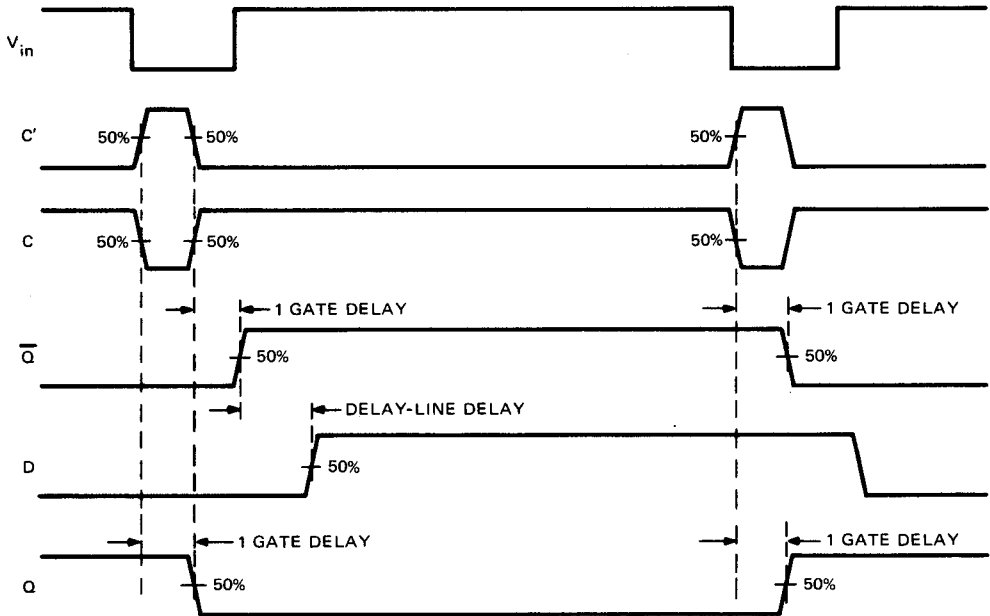 V_in
C' 50% 50% 50%
C 50% 50% 50%
1 GATE DELAY 1 GATE DELAY
Q̅ 50% 50%
DELAY-LINE DELAY
D 50%
1 GATE DELAY 1 GATE DELAY
Q 50% 50%